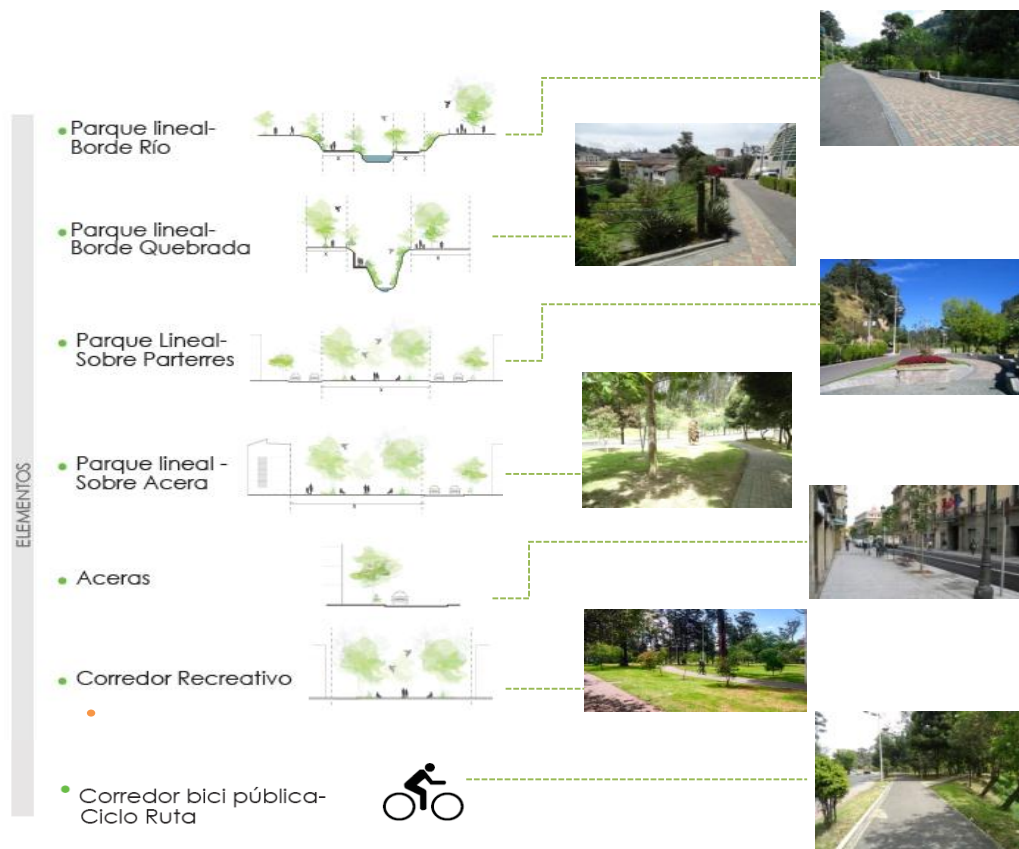 Parque lineal-
Borde Río
Parque lineal-
Borde Quebrada
Parque Lineal-
Sobre Parterres
Parque lineal -
Sobre Acera
ELEMENTOS
Aceras
Corredor Recreativo
Corredor bici pública-
Ciclo Ruta
x
x
x
x
x
x